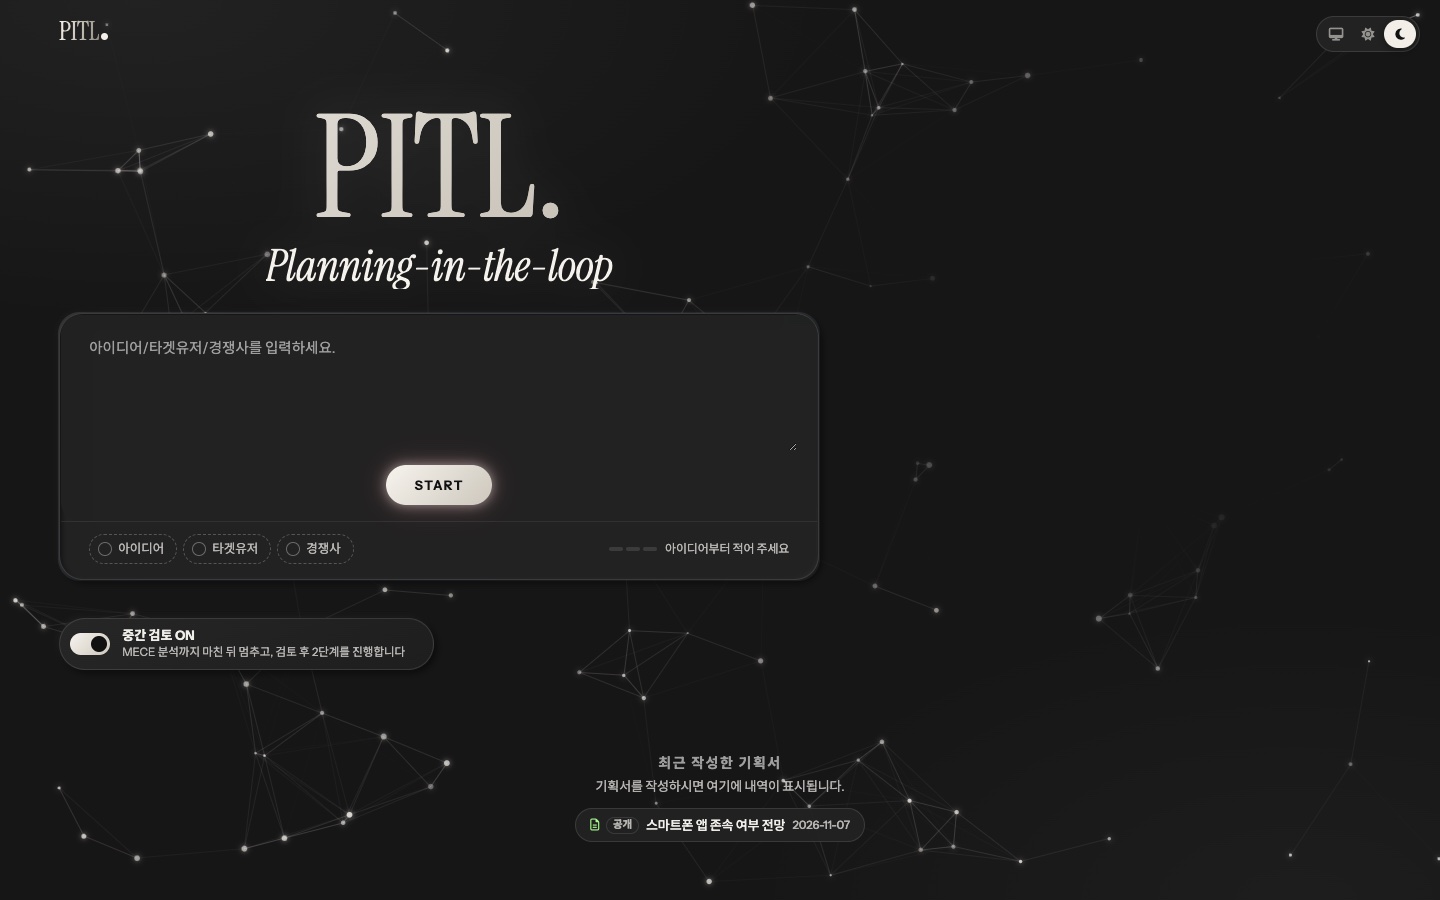 PITL.
PITL.
Planning-in-the-loop
아이디어/타겟유저/경쟁사를 입력하세요.
START
아이디어 타겟유저 경쟁사 아이디어부터 적어 주세요
중간 검토 ON
MECE 분석까지 마친 뒤 멈추고, 검토 후 2단계를 진행합니다
최근 작성한 기획서
기획서를 작성하시면 여기에 내역이 표시됩니다.
공개 스마트폰 앱 존속 여부 전망 2026-11-07